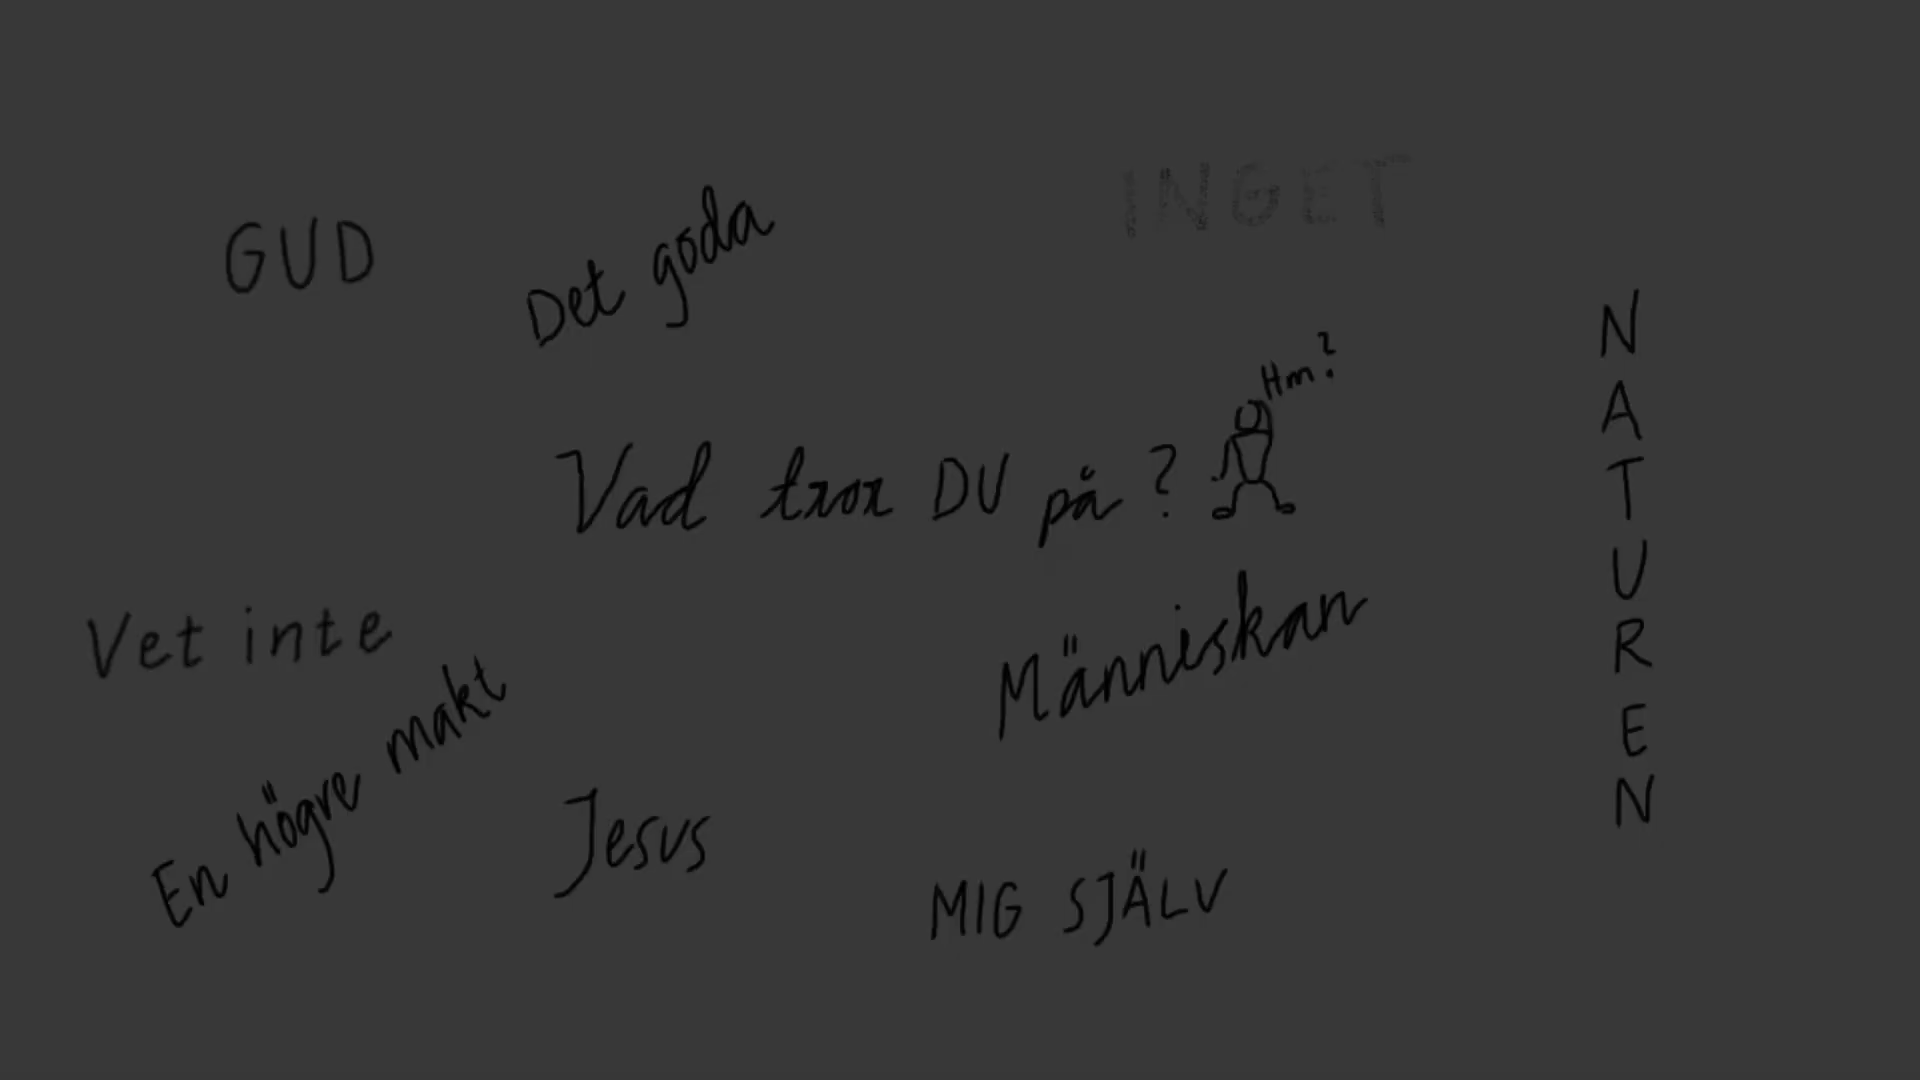 INGET
GUD
Det goda
Hm?
Vad tror DU på?
NATUREN
Vet inte
Människan
En högre makt
Jesus
MIG SJÄLV